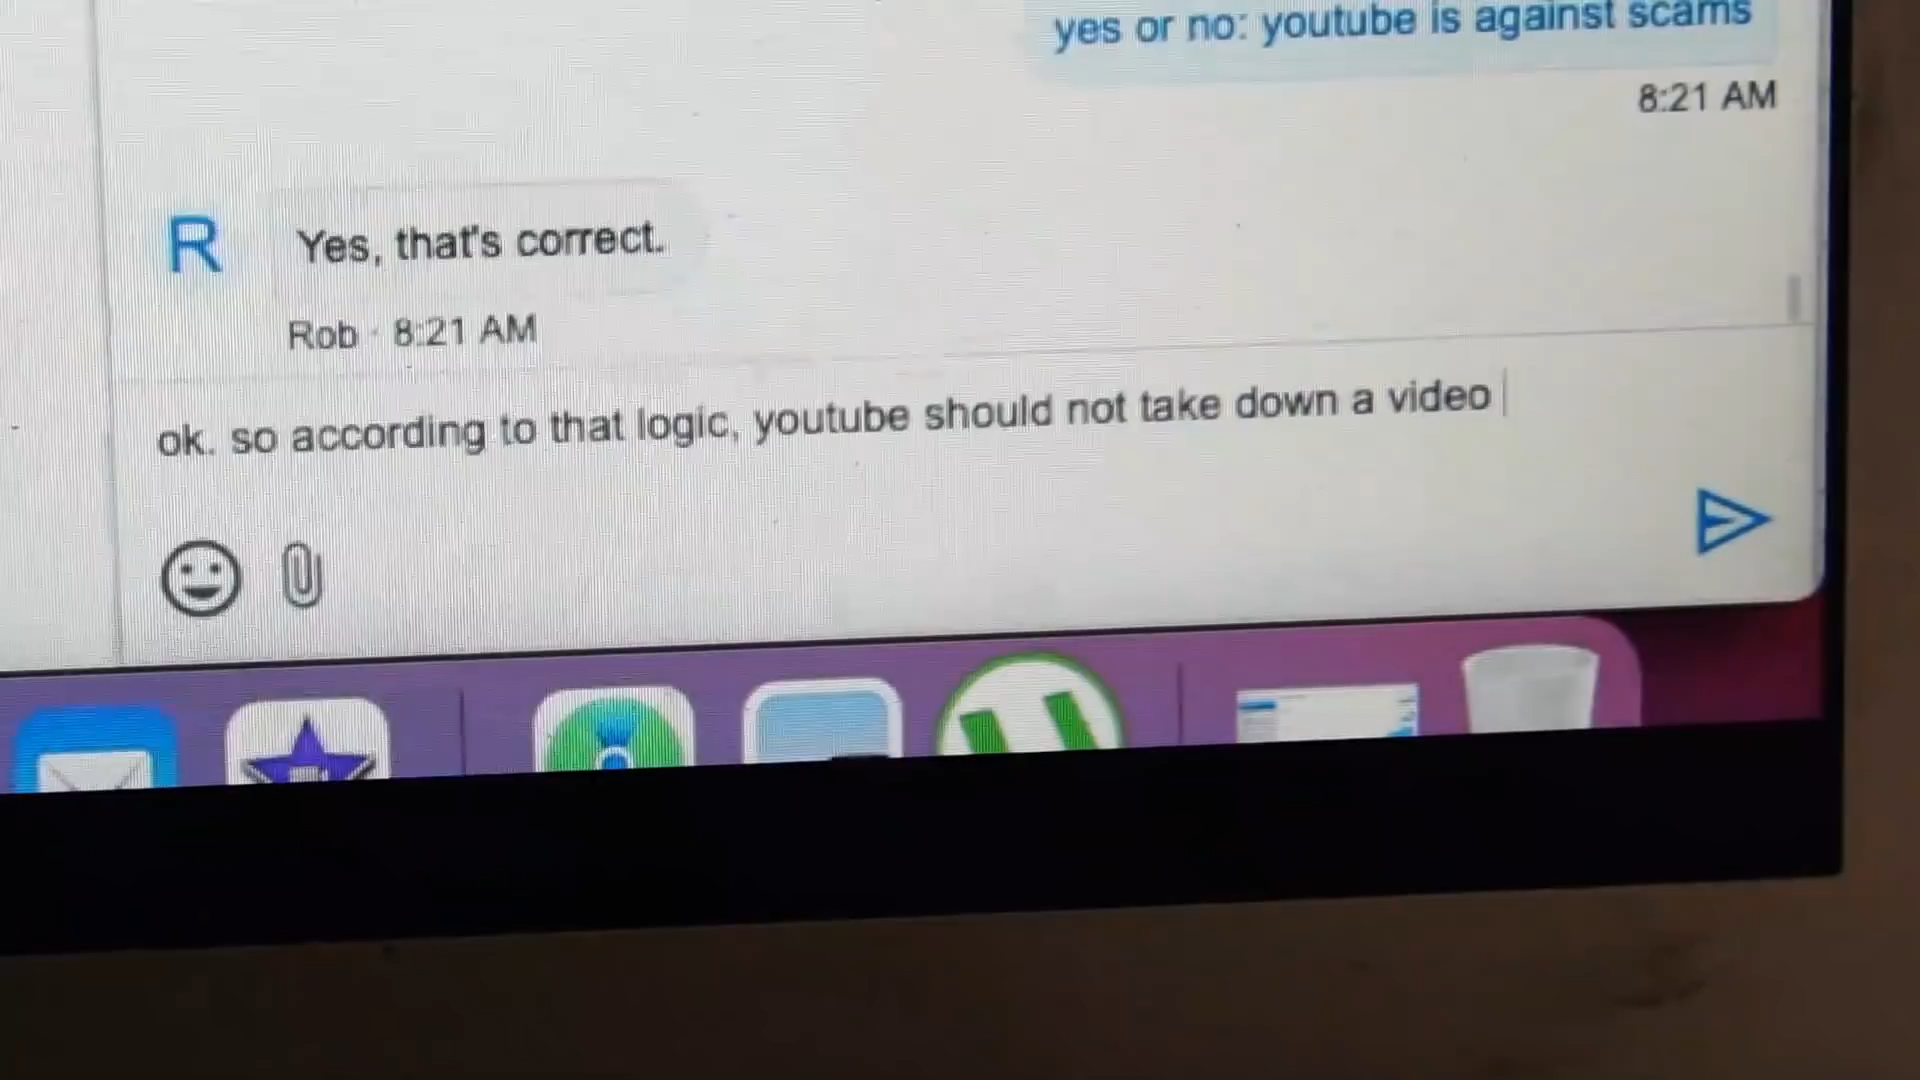 yes or no: youtube is against scams
8:21 AM
R
Yes, that's correct.
Rob · 8:21 AM
ok. so according to that logic, youtube should not take down a video